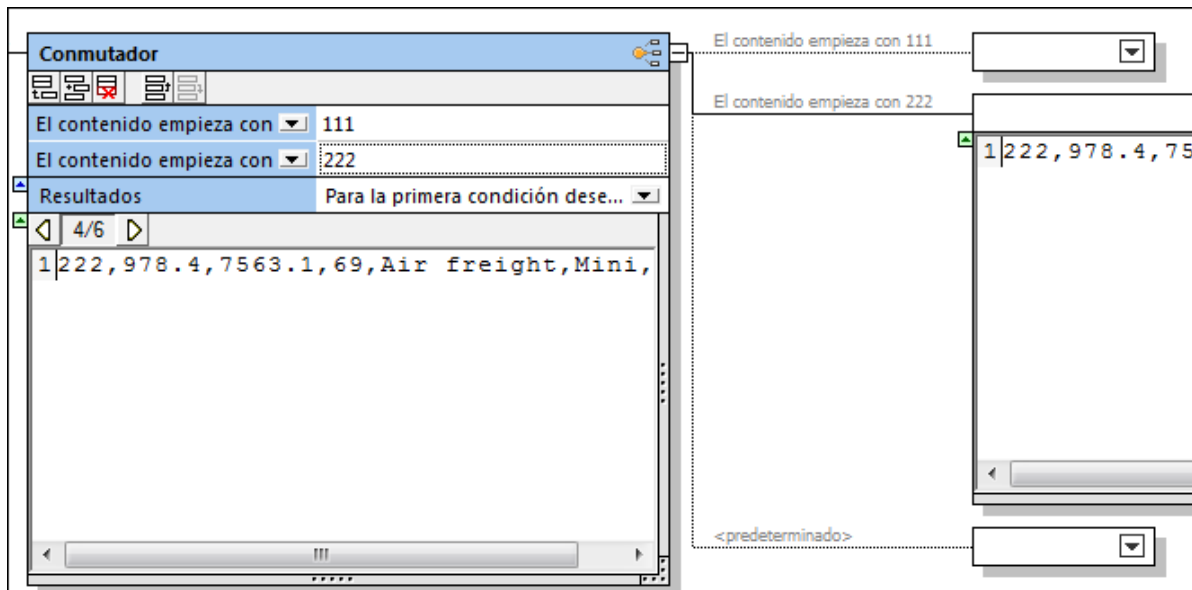 Conmutador
El contenido empieza con 111
El contenido empieza con 222
Resultados Para la primera condición dese...
4/6
1222,978.4,7563.1,69,Air freight,Mini,
El contenido empieza con 111
El contenido empieza con 222
1222,978.4,75
<predeterminado>